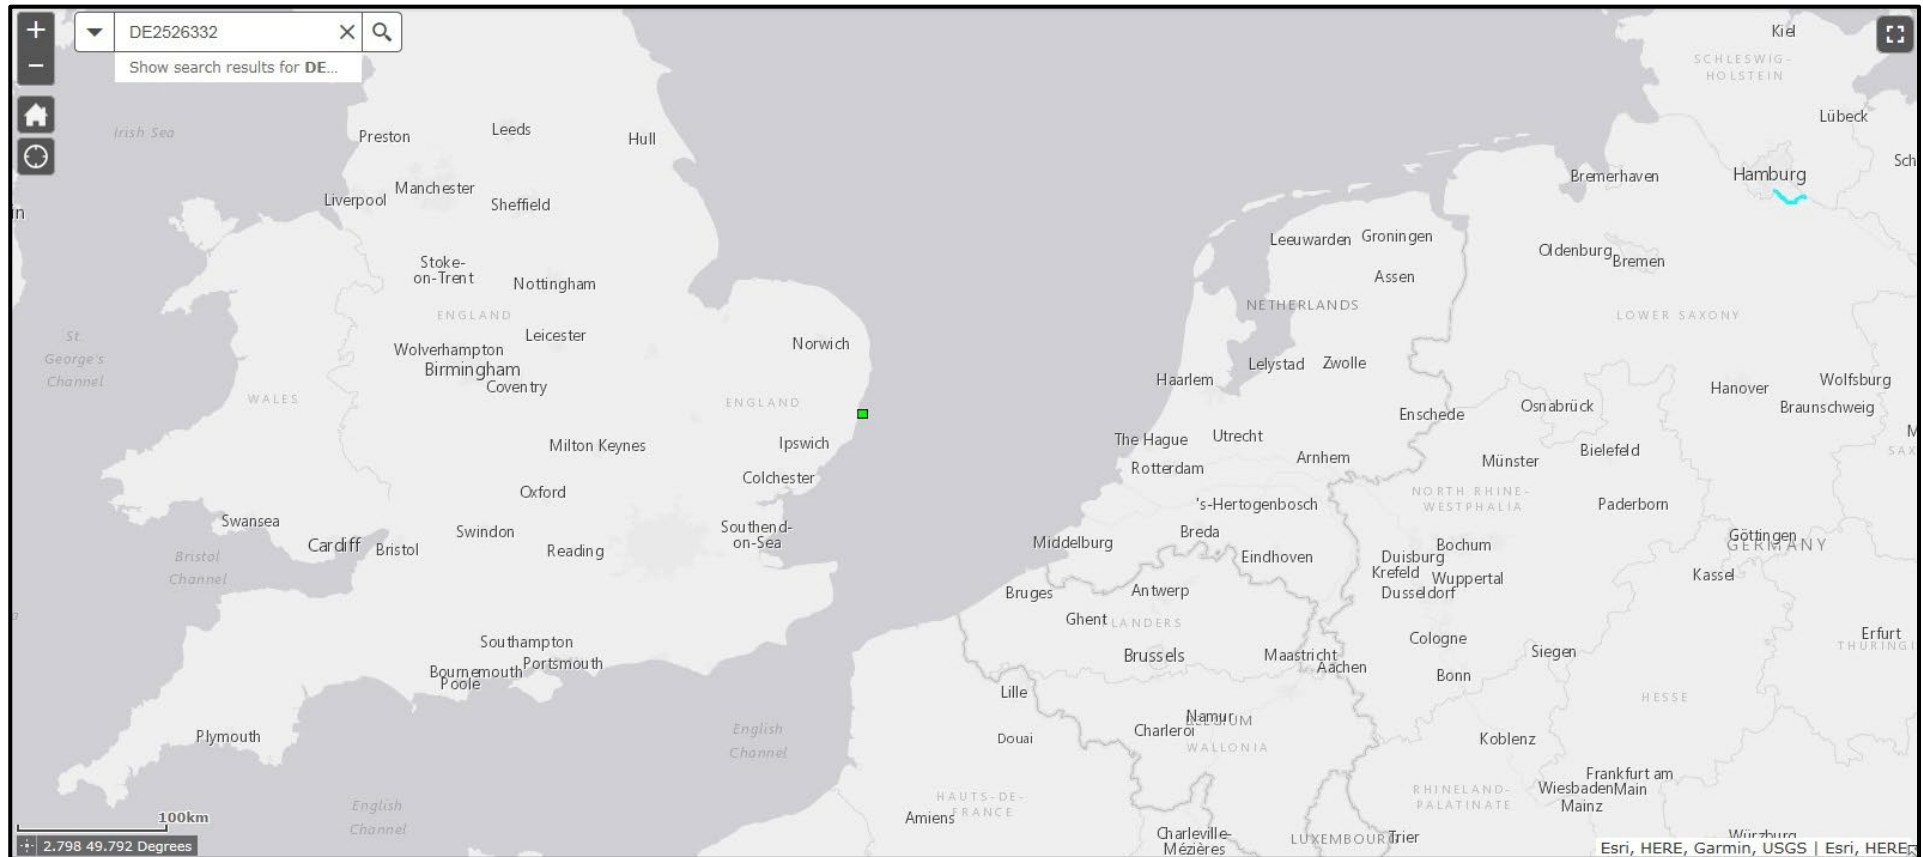 +
DE2526332
Show search results for DE...
−
Kiel
SCHLESWIG-
HOLSTEIN
Lübeck
Irish Sea
Preston
Leeds
Hull
Sch
Bremerhaven
Hamburg
Manchester
Liverpool
Sheffield
in
Leeuwarden
Groningen
Oldenburg
Bremen
Stoke-
on-Trent
Nottingham
Assen
NETHERLANDS
ENGLAND
LOWER SAXONY
St.
George's
Channel
Leicester
Norwich
Wolverhampton
Birmingham
Coventry
Lelystad
Zwolle
Haarlem
Hanover
Wolfsburg
Braunschweig
WALES
ENGLAND
Enschede
Osnabrück
Milton Keynes
Ipswich
The Hague
Utrecht
Bielefeld
M
SAX
Rotterdam
Arnhem
Münster
Colchester
Oxford
's-Hertogenbosch
NORTH RHINE-
WESTPHALIA
Paderborn
Swansea
Cardiff
Bristol
Swindon
Reading
Southend-
on-Sea
Middelburg
Breda
Eindhoven
Göttingen
GERMANY
Bristol
Channel
Duisburg
Bochum
Krefeld
Wuppertal
Dusseldorf
Kassel
Bruges
Antwerp
Ghent
LANDERS
Brussels
Maastricht
Aachen
Cologne
Siegen
Erfurt
THURINGI
Southampton
Bournemouth
Portsmouth
Poole
Bonn
HESSE
Lille
Plymouth
English
Channel
Douai
Namur
Charleroi
WALLONIA
Koblenz
Frankfurt am
Main
Wiesbaden
Mainz
RHINELAND-
PALATINATE
English
Channel
HAUTS-DE-
FRANCE
Amiens
Charleville-
Mézières
LUXEMBOURG
Trier
Würzburg
100km
2.798 49.792 Degrees
Esri, HERE, Garmin, USGS | Esri, HERE